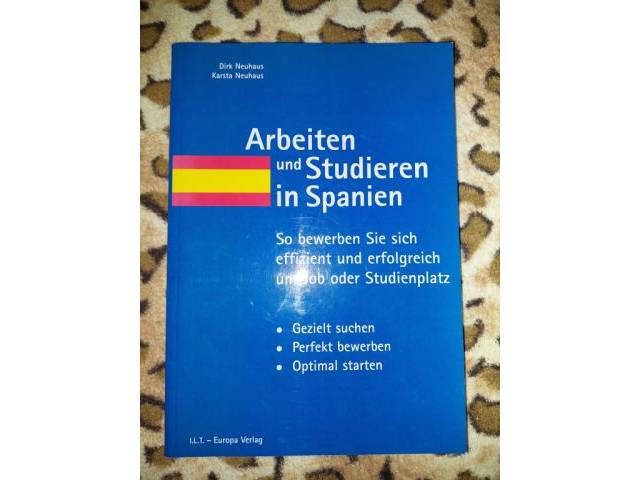 Dirk Neuhaus
Karsta Neuhaus
Arbeiten
und Studieren
in Spanien
So bewerben Sie sich
effizient und erfolgreich
um Job oder Studienplatz
• Gezielt suchen
• Perfekt bewerben
• Optimal starten
I.L.T. – Europa Verlag